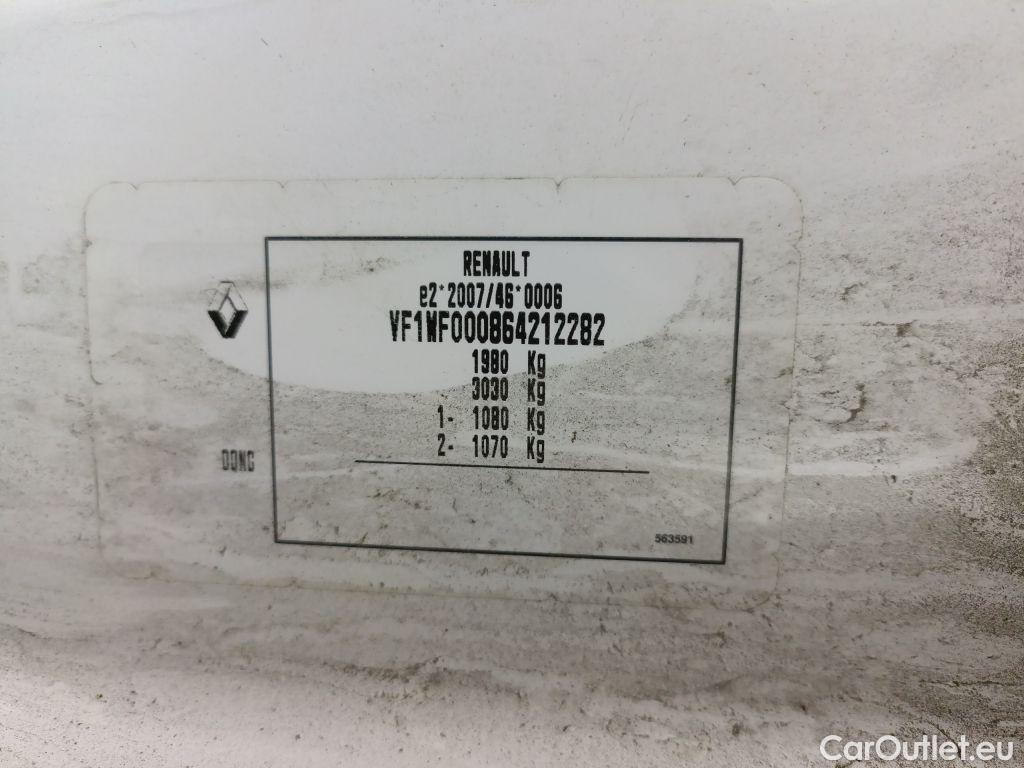 RENAULT
e2*2007/46*0006
VF1WF000864212282
1980 Kg
3030 Kg
1- 1080 Kg
2- 1070 Kg
DONG
563591
CarOutlet.eu